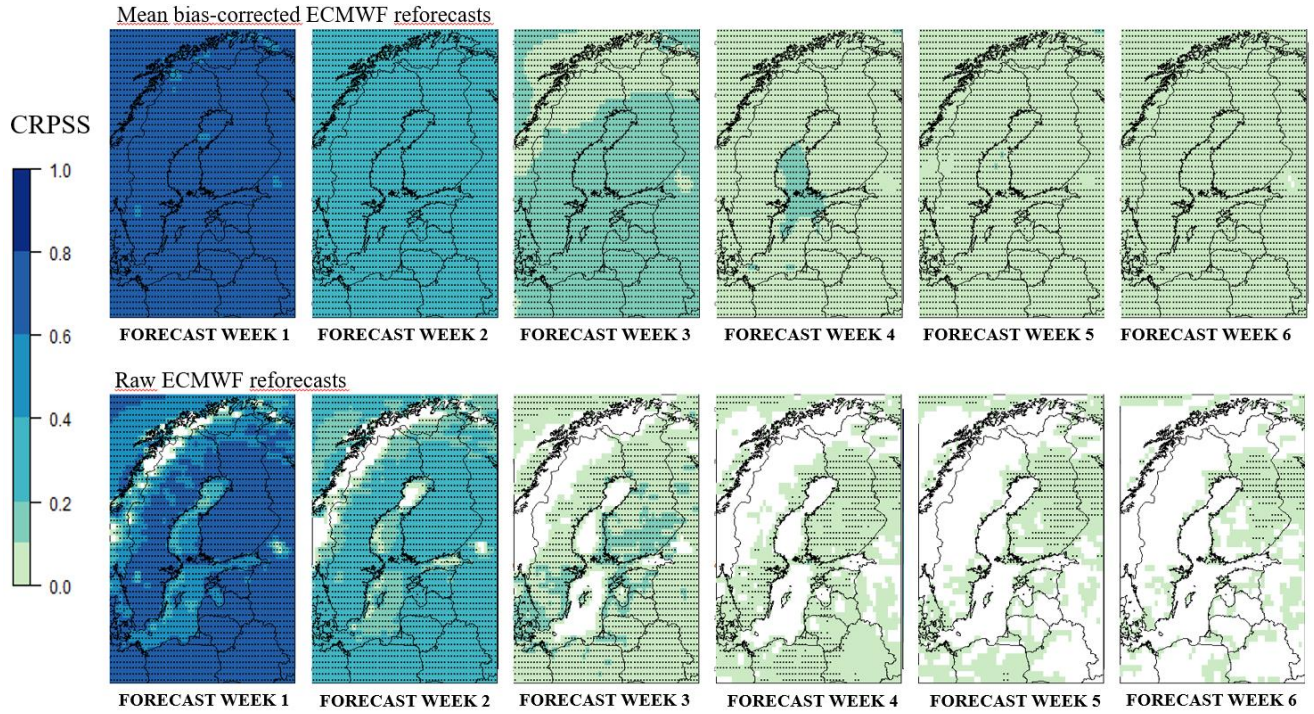 Mean bias-corrected ECMWF reforecasts
CRPSS
1.0
0.8
0.6
0.4
0.2
0.0
FORECAST WEEK 1 FORECAST WEEK 2 FORECAST WEEK 3 FORECAST WEEK 4 FORECAST WEEK 5 FORECAST WEEK 6
Raw ECMWF reforecasts
FORECAST WEEK 1 FORECAST WEEK 2 FORECAST WEEK 3 FORECAST WEEK 4 FORECAST WEEK 5 FORECAST WEEK 6